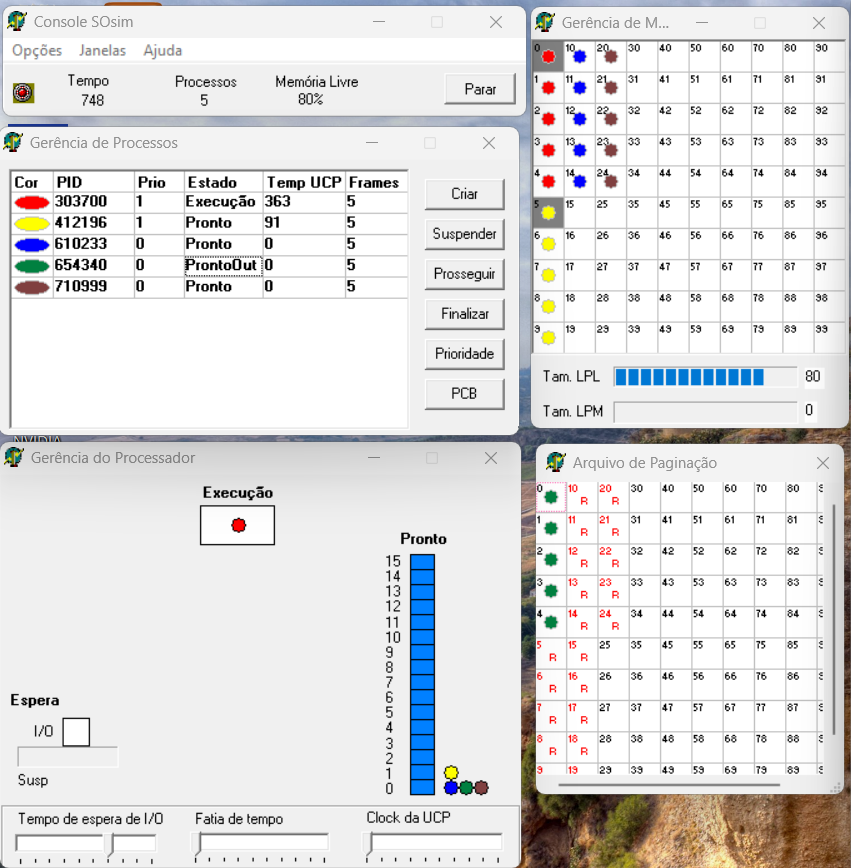 Console SOsim
Opções Janelas Ajuda
Tempo
748
Processos
5
Memória Livre
80%
Parar
Gerência de Processos
Cor PID Prio Estado Temp UCP Frames
303700 1 Execução 363 5
412196 1 Pronto 91 5
610233 0 Pronto 0 5
654340 0 ProntoOut 0 5
710999 0 Pronto 0 5
Criar
Suspender
Prosseguir
Finalizar
Prioridade
PCB
NVIDIA
Gerência de M...
0 10 20 30 40 50 60 70 80 90
1 11 21 31 41 51 61 71 81 91
2 12 22 32 42 52 62 72 82 92
3 13 23 33 43 53 63 73 83 93
4 14 24 34 44 54 64 74 84 94
5 15 25 35 45 55 65 75 85 95
6 16 26 36 46 56 66 76 86 96
7 17 27 37 47 57 67 77 87 97
8 18 28 38 48 58 68 78 88 98
9 19 29 39 49 59 69 79 89 99
Tam. LPL 80
Tam. LPM 0
Gerência do Processador
Execução
Pronto
15
14
13
12
11
10
9
8
7
6
5
4
3
2
1
0
Espera
I/O
Susp
Tempo de espera de I/O
Fatia de tempo
Clock da UCP
Arquivo de Paginação
0 10 R 20 R 30 40 50 60 70 80
1 11 R 21 R 31 41 51 61 71 81
2 12 R 22 R 32 42 52 62 72 82
3 13 R 23 R 33 43 53 63 73 83
4 14 R 24 R 34 44 54 64 74 84
5 R 15 R 25 35 45 55 65 75 85
6 R 16 R 26 36 46 56 66 76 86
7 R 17 R 27 37 47 57 67 77 87
8 R 18 R 28 38 48 58 68 78 88
9 19 29 39 49 59 69 79 89